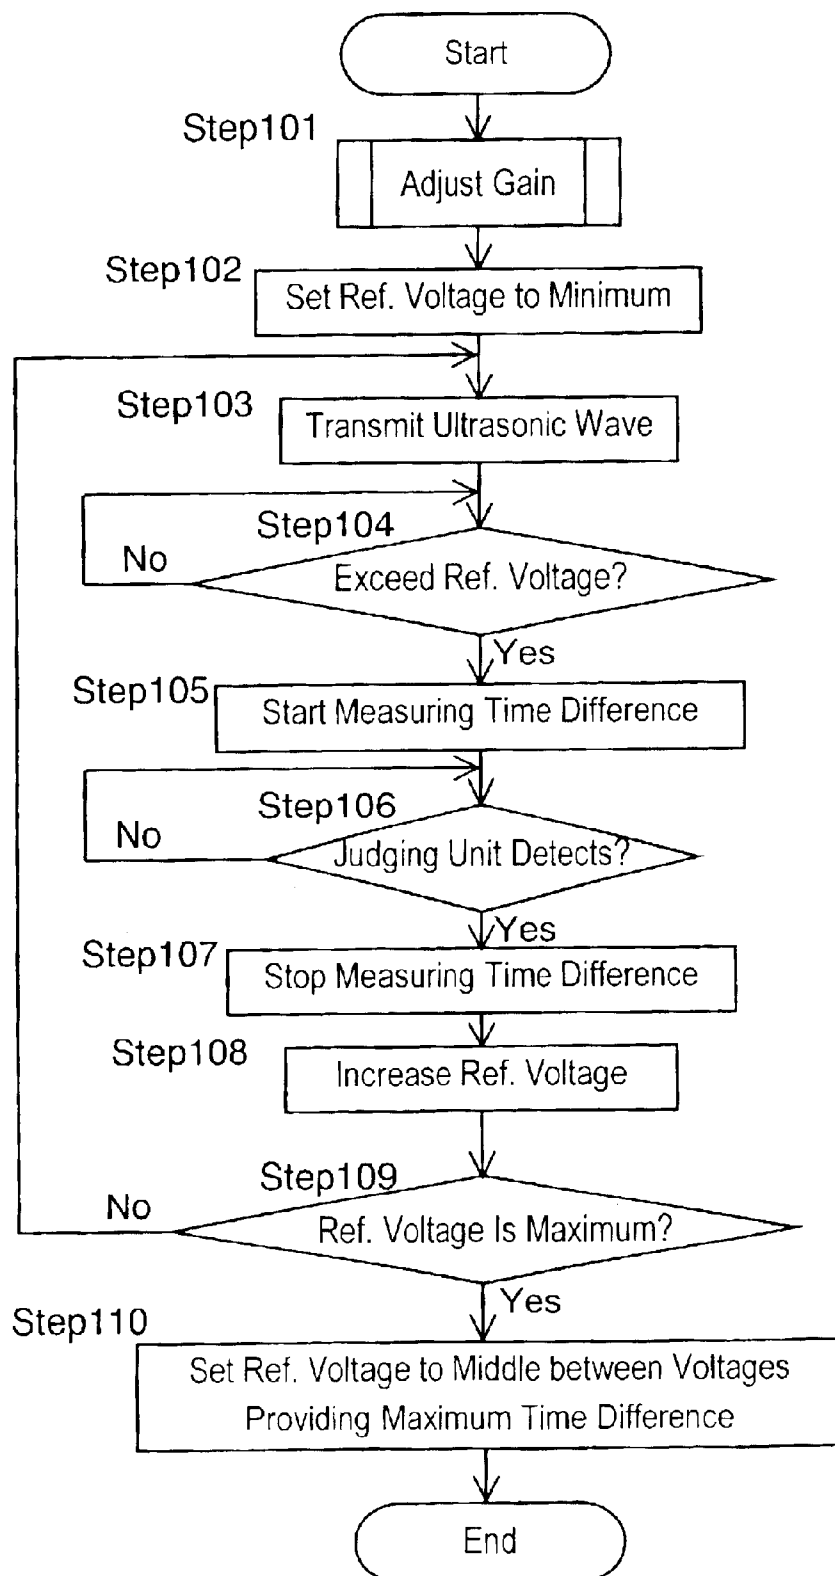 Start
Step101
Adjust Gain
Step102
Set Ref. Voltage to Minimum
Step103
Transmit Ultrasonic Wave
Step104
No
Exceed Ref. Voltage?
Yes
Step105
Start Measuring Time Difference
Step106
No
Judging Unit Detects?
Yes
Step107
Stop Measuring Time Difference
Step108
Increase Ref. Voltage
Step109
No
Ref. Voltage Is Maximum?
Yes
Step110
Set Ref. Voltage to Middle between Voltages
Providing Maximum Time Difference
End